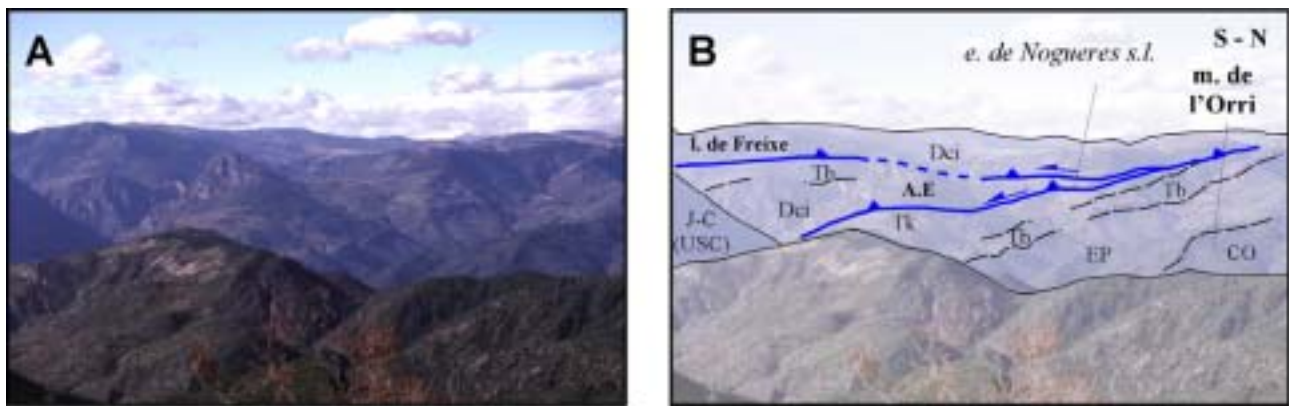 A
B
S - N
e. de Nogueres s.l.
m. de
l'Orri
l. de Freixe
Dci
Tb
A.E
Tb
Dci
Tk
J-C
(USC)
Tb
EP
CO